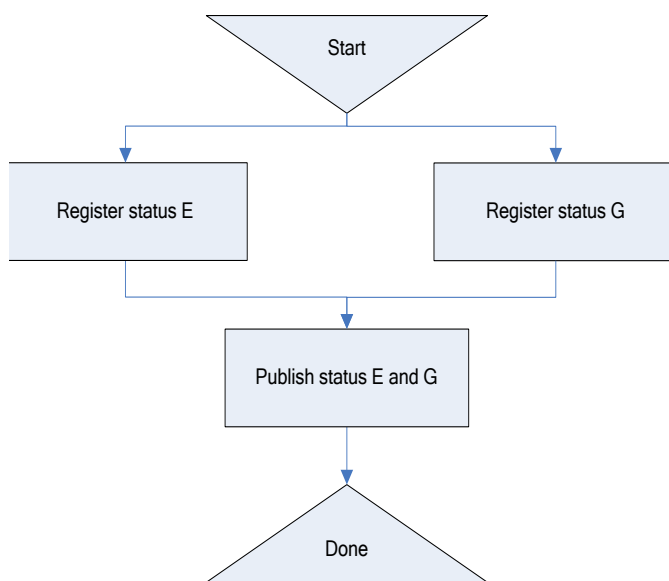 Start
Register status E
Register status G
Publish status E and G
Done